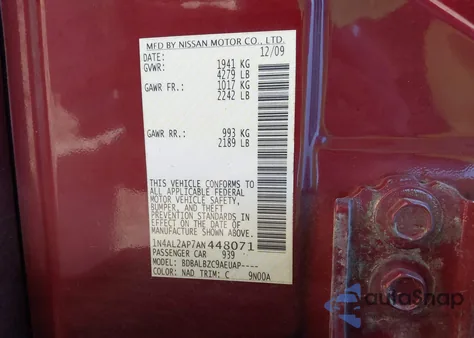 MFD BY NISSAN MOTOR CO., LTD.
DATE: 12/09
GVWR: 1941 KG
4279 LB
GAWR FR.: 1017 KG
2242 LB
GAWR RR.: 993 KG
2189 LB
THIS VEHICLE CONFORMS TO
ALL APPLICABLE FEDERAL
MOTOR VEHICLE SAFETY,
BUMPER, AND THEFT
PREVENTION STANDARDS IN
EFFECT ON THE DATE OF
MANUFACTURE SHOWN ABOVE.
1N4AL2AP7AN448071
PASSENGER CAR 939
MODEL: BDBALBZC9AEUAP----
COLOR: NAD TRIM: C 9N00A
autoSnap